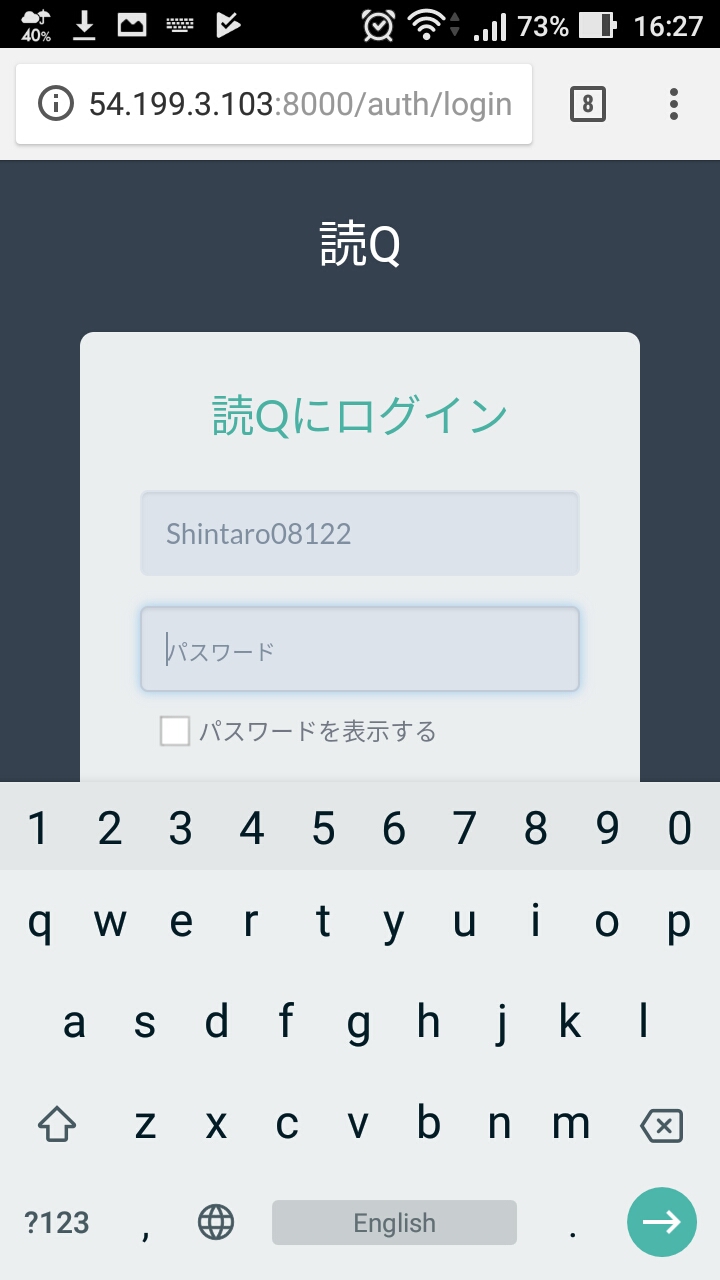 40% 73% 16:27
54.199.3.103:8000/auth/login 8
読Q
読Qにログイン
Shintaro08122
パスワード
パスワードを表示する
1 2 3 4 5 6 7 8 9 0
q w e r t y u i o p
a s d f g h j k l
z x c v b n m
?123 , English .